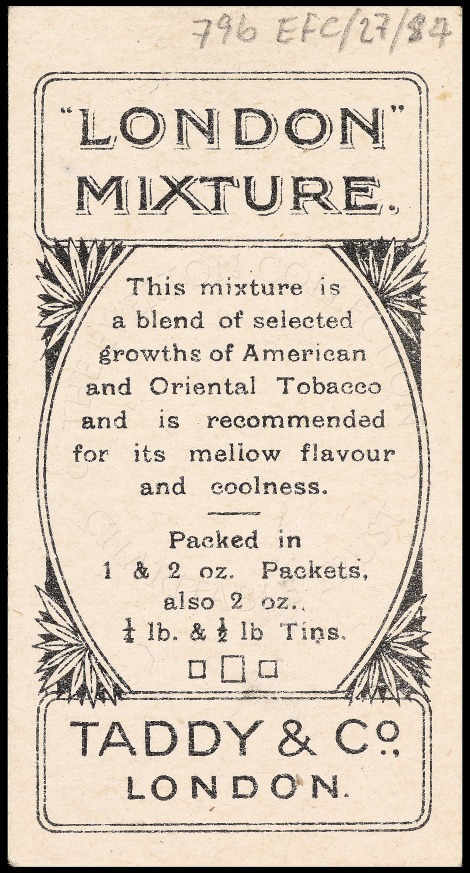 796 EFC/27/84
"LONDON"
MIXTURE.
This mixture is
a blend of selected
growths of American
and Oriental Tobacco
and is recommended
for its mellow flavour
and coolness.
Packed in
1 & 2 oz. Packets,
also 2 oz.,
¼ lb. & ½ lb Tins.
TADDY & Co.,
LONDON.